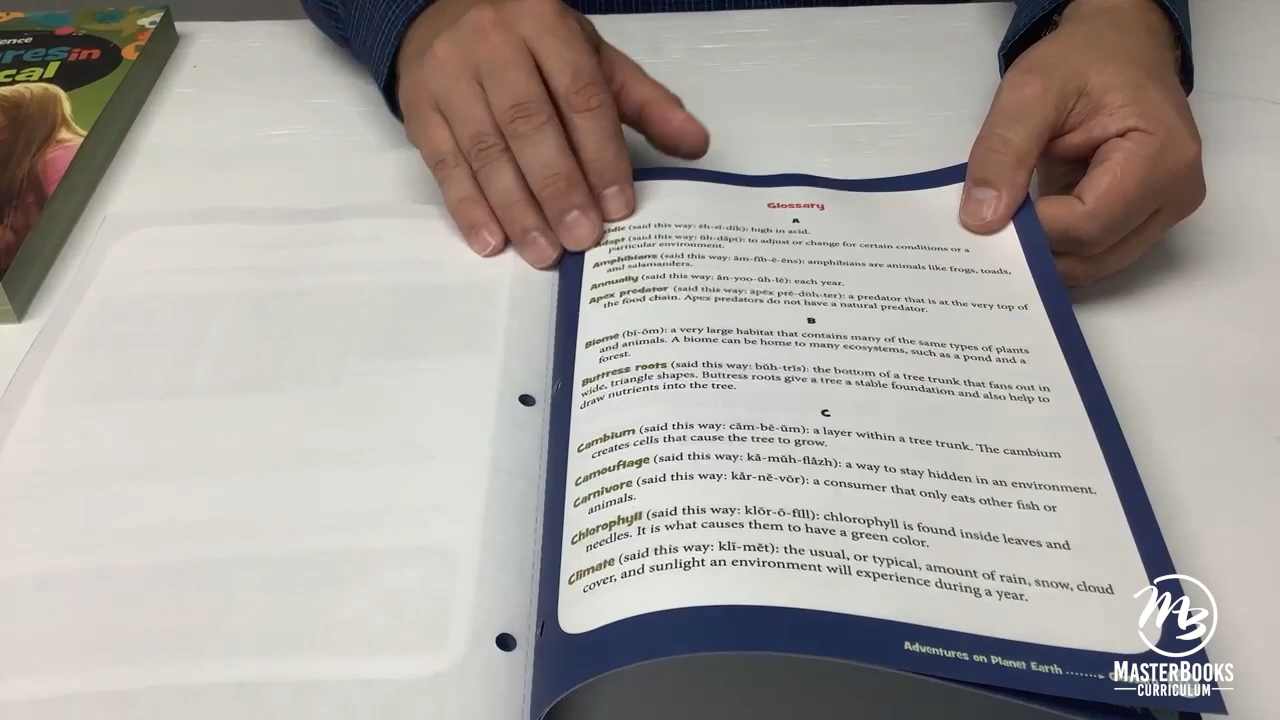 ence
res in
cal
Glossary
A
(said this way: ĕh-sĭ-dĭk): high in acid.
Adapt (said this way: ŭh-dăpt): to adjust or change for certain conditions or a
particular environment.
Amphibians (said this way: ăm-fĭb-ē-ĕns): amphibians are animals like frogs, toads,
and salamanders.
Annually (said this way: ăn-yoo-ŭh-lē): each year.
Apex predator (said this way: āpĕx prĕ-dŭh-ter): a predator that is at the very top of
the food chain. Apex predators do not have a natural predator.
B
Biome (bī-ōm): a very large habitat that contains many of the same types of plants
and animals. A biome can be home to many ecosystems, such as a pond and a
forest.
Buttress roots (said this way: bŭh-trĭs): the bottom of a tree trunk that fans out in
wide, triangle shapes. Buttress roots give a tree a stable foundation and also help to
draw nutrients into the tree.
C
Cambium (said this way: căm-bē-ŭm): a layer within a tree trunk. The cambium
creates cells that cause the tree to grow.
Camouflage (said this way: kă-mŭh-flăzh): a way to stay hidden in an environment.
Carnivore (said this way: kăr-nĕ-vōr): a consumer that only eats other fish or
animals.
Chlorophyll (said this way: klōr-ō-fĭll): chlorophyll is found inside leaves and
needles. It is what causes them to have a green color.
Climate (said this way: klī-mĕt): the usual, or typical, amount of rain, snow, cloud
cover, and sunlight an environment will experience during a year.
Adventures on Planet Earth
MB
MASTERBOOKS
CURRICULUM